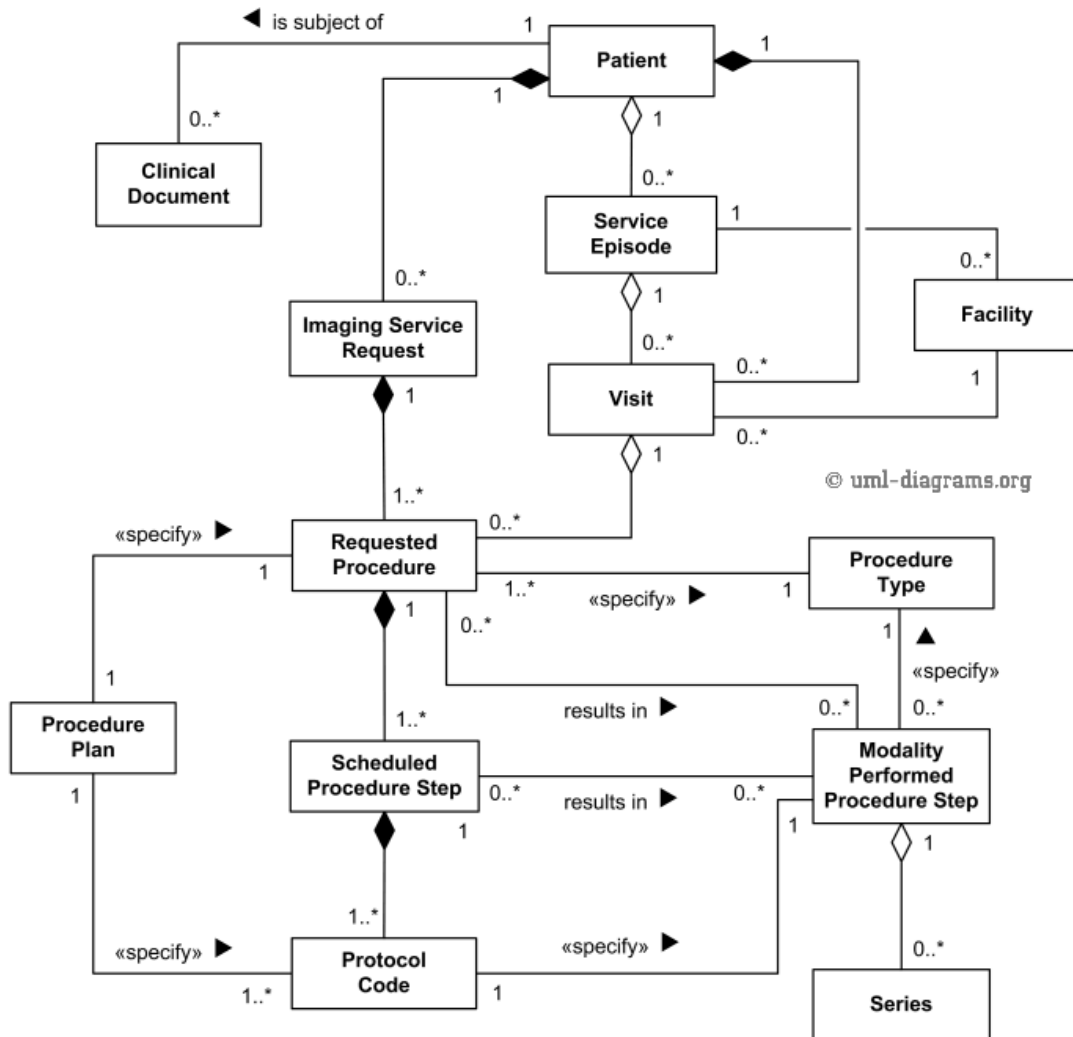 ◄ is subject of
1
Patient
1
1
1
0..*
Clinical
Document
0..*
Service
Episode
1
0..*
0..*
Facility
Imaging Service
Request
1
0..*
1
Visit
0..*
1
0..*
1
© uml-diagrams.org
1..*
«specify» ►
0..*
1
Requested
Procedure
1..*
«specify» ►
1
Procedure
Type
1
0..*
1
▲
«specify»
1
Procedure
Plan
1
1..*
results in ►
0..*
0..*
Scheduled
Procedure Step
0..*
results in ►
0..*
Modality
Performed
Procedure Step
1
1
1
1..*
«specify» ►
1..*
Protocol
Code
1
«specify» ►
0..*
Series